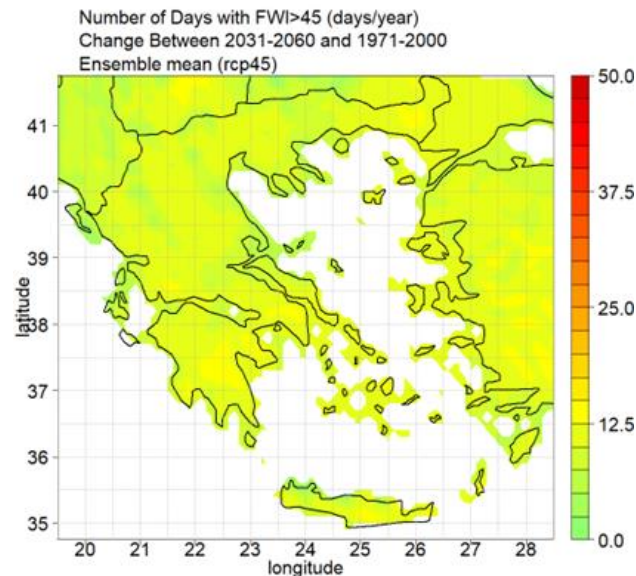 Number of Days with FWI>45 (days/year)
Change Between 2031-2060 and 1971-2000
Ensemble mean (rcp45)
50.0
37.5
25.0
12.5
0.0
latitude
41
40
39
38
37
36
35
20 21 22 23 24 25 26 27 28
longitude